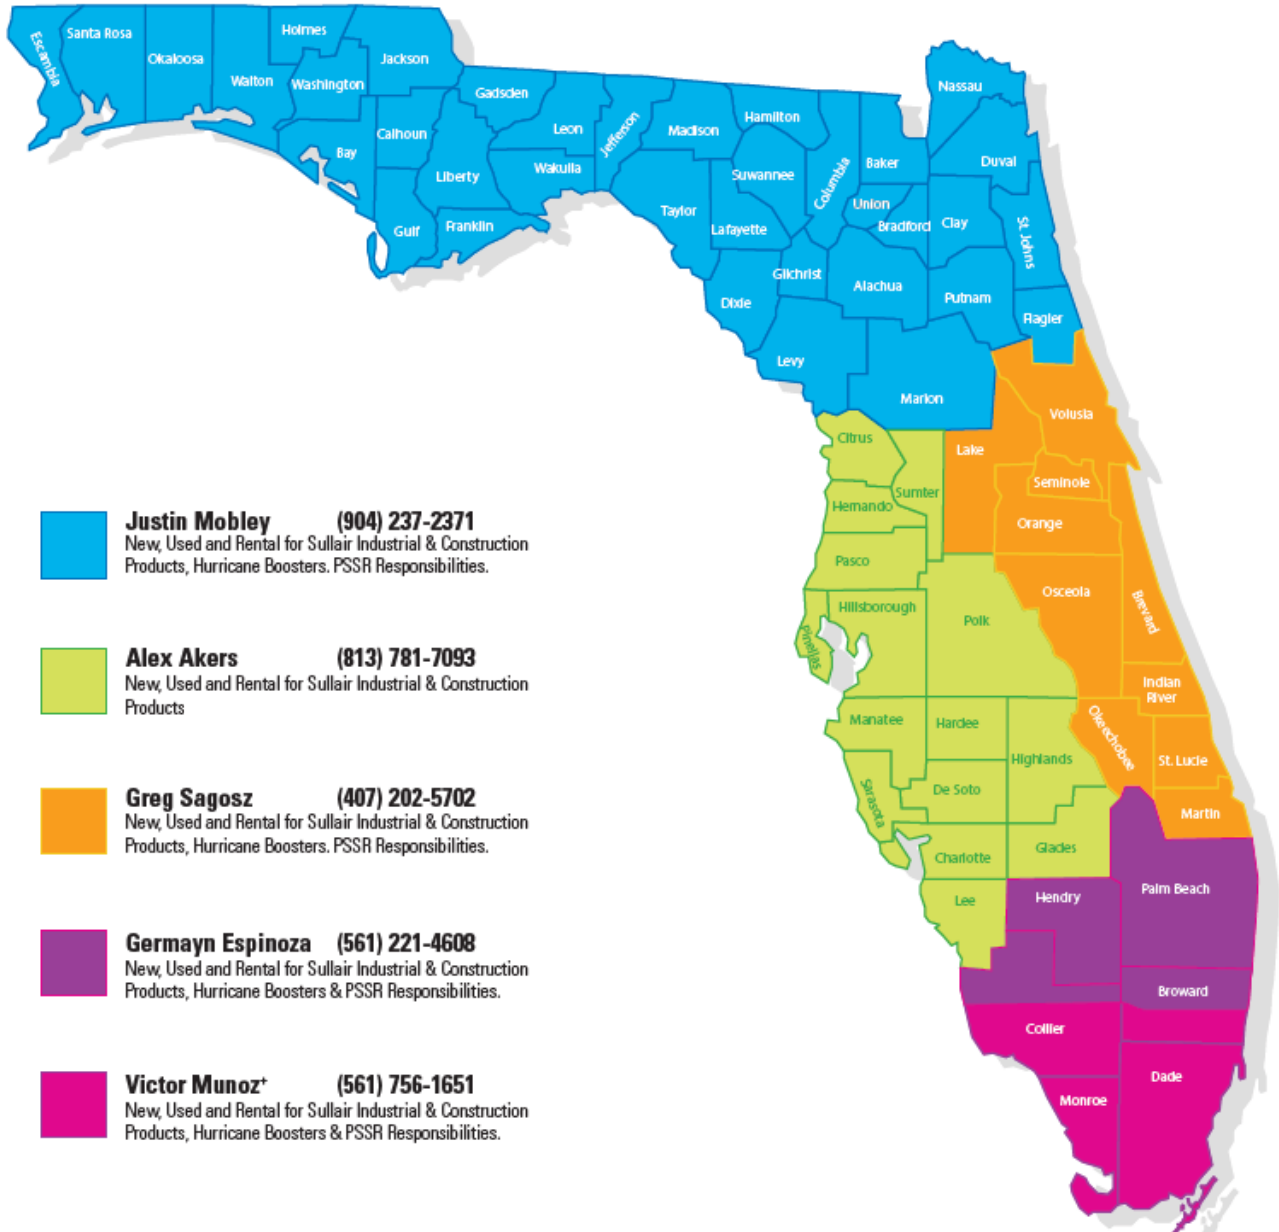 Escambia
Santa Rosa
Okaloosa
Holmes
Walton
Washington
Jackson
Bay
Calhoun
Gulf
Gadsden
Liberty
Franklin
Leon
Wakulla
Jefferson
Madison
Taylor
Hamilton
Suwannee
Lafayette
Columbia
Baker
Union
Bradford
Nassau
Duval
Clay
St Johns
Gilchrist
Dixie
Alachua
Putnam
Flagler
Levy
Marion
Citrus
Sumter
Hernando
Pasco
Hillsborough
Pinellas
Polk
Lake
Volusia
Seminole
Orange
Osceola
Brevard
Indian
River
Okeechobee
St. Lucie
Martin
Manatee
Hardee
Highlands
Sarasota
De Soto
Charlotte
Glades
Lee
Hendry
Palm Beach
Broward
Collier
Dade
Monroe
Justin Mobley (904) 237-2371
New, Used and Rental for Sullair Industrial & Construction
Products, Hurricane Boosters. PSSR Responsibilities.
Alex Akers (813) 781-7093
New, Used and Rental for Sullair Industrial & Construction
Products
Greg Sagosz (407) 202-5702
New, Used and Rental for Sullair Industrial & Construction
Products, Hurricane Boosters. PSSR Responsibilities.
Germayn Espinoza (561) 221-4608
New, Used and Rental for Sullair Industrial & Construction
Products, Hurricane Boosters & PSSR Responsibilities.
Victor Munoz+ (561) 756-1651
New, Used and Rental for Sullair Industrial & Construction
Products, Hurricane Boosters & PSSR Responsibilities.